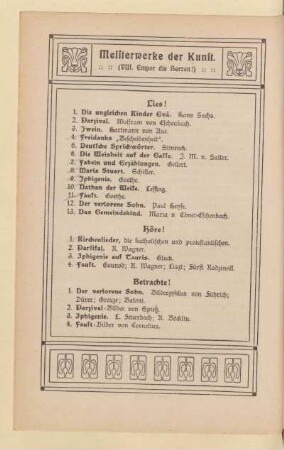 Meisterwerke der Kunst.
:: :: (VIII. Empor die Herzen!) :: ::
Lies!
1. Die ungleichen Kinder Evä. Hans Sachs.
2. Parzival. Wolfram von Eschenbach.
3. Iwein. Hartmann von Aue.
4. Freidanks „Bescheidenheit".
5. Deutsche Sprichwörter. Simrock.
6. Die Weisheit auf der Gasse. J. M. v. Sailer.
7. Fabeln und Erzählungen. Gellert.
8. Maria Stuart. Schiller.
9. Iphigenie. Goethe.
10. Nathan der Weise. Lessing.
11. Faust. Goethe.
12. Der verlorene Sohn. Paul Heyse.
13. Das Gemeindekind. Maria v. Ebner-Eschenbach.
Höre!
1. Kirchenlieder, die katholischen und protestantischen.
2. Parsifal. R. Wagner.
3. Iphigenie auf Tauris. Gluck.
4. Faust. Gounod; R. Wagner; Liszt; Fürst Radziwill.
Betrachte!
1. Der verlorene Sohn. Bilderzyklus von Führich;
Dürer; Greuze; Batoni.
2. Parzival-Bilder von Spieß.
3. Iphigenie. L. Feuerbach; A. Böcklin.
4. Faust-Bilder von Cornelius.